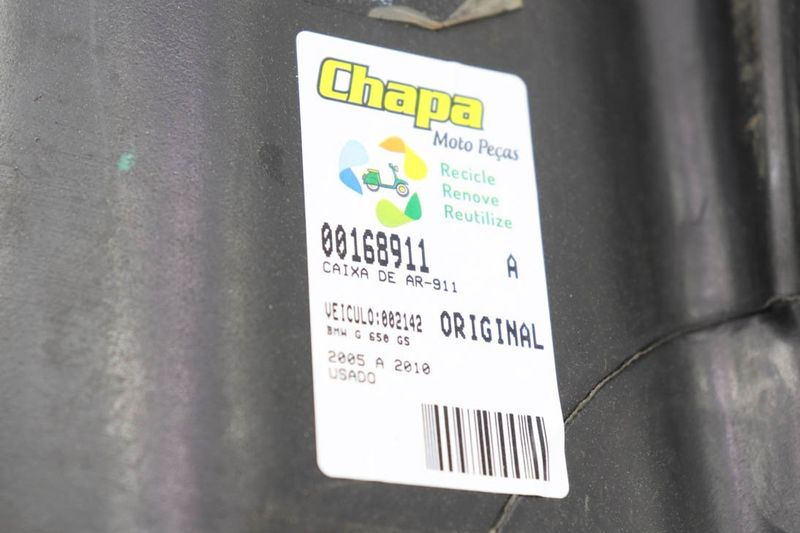 Chapa
Moto Peças
Recicle
Renove
Reutilize
00168911 A
CAIXA DE AR-911
VEICULO:002142 ORIGINAL
BMW G 650 GS
2005 A 2010
USADO